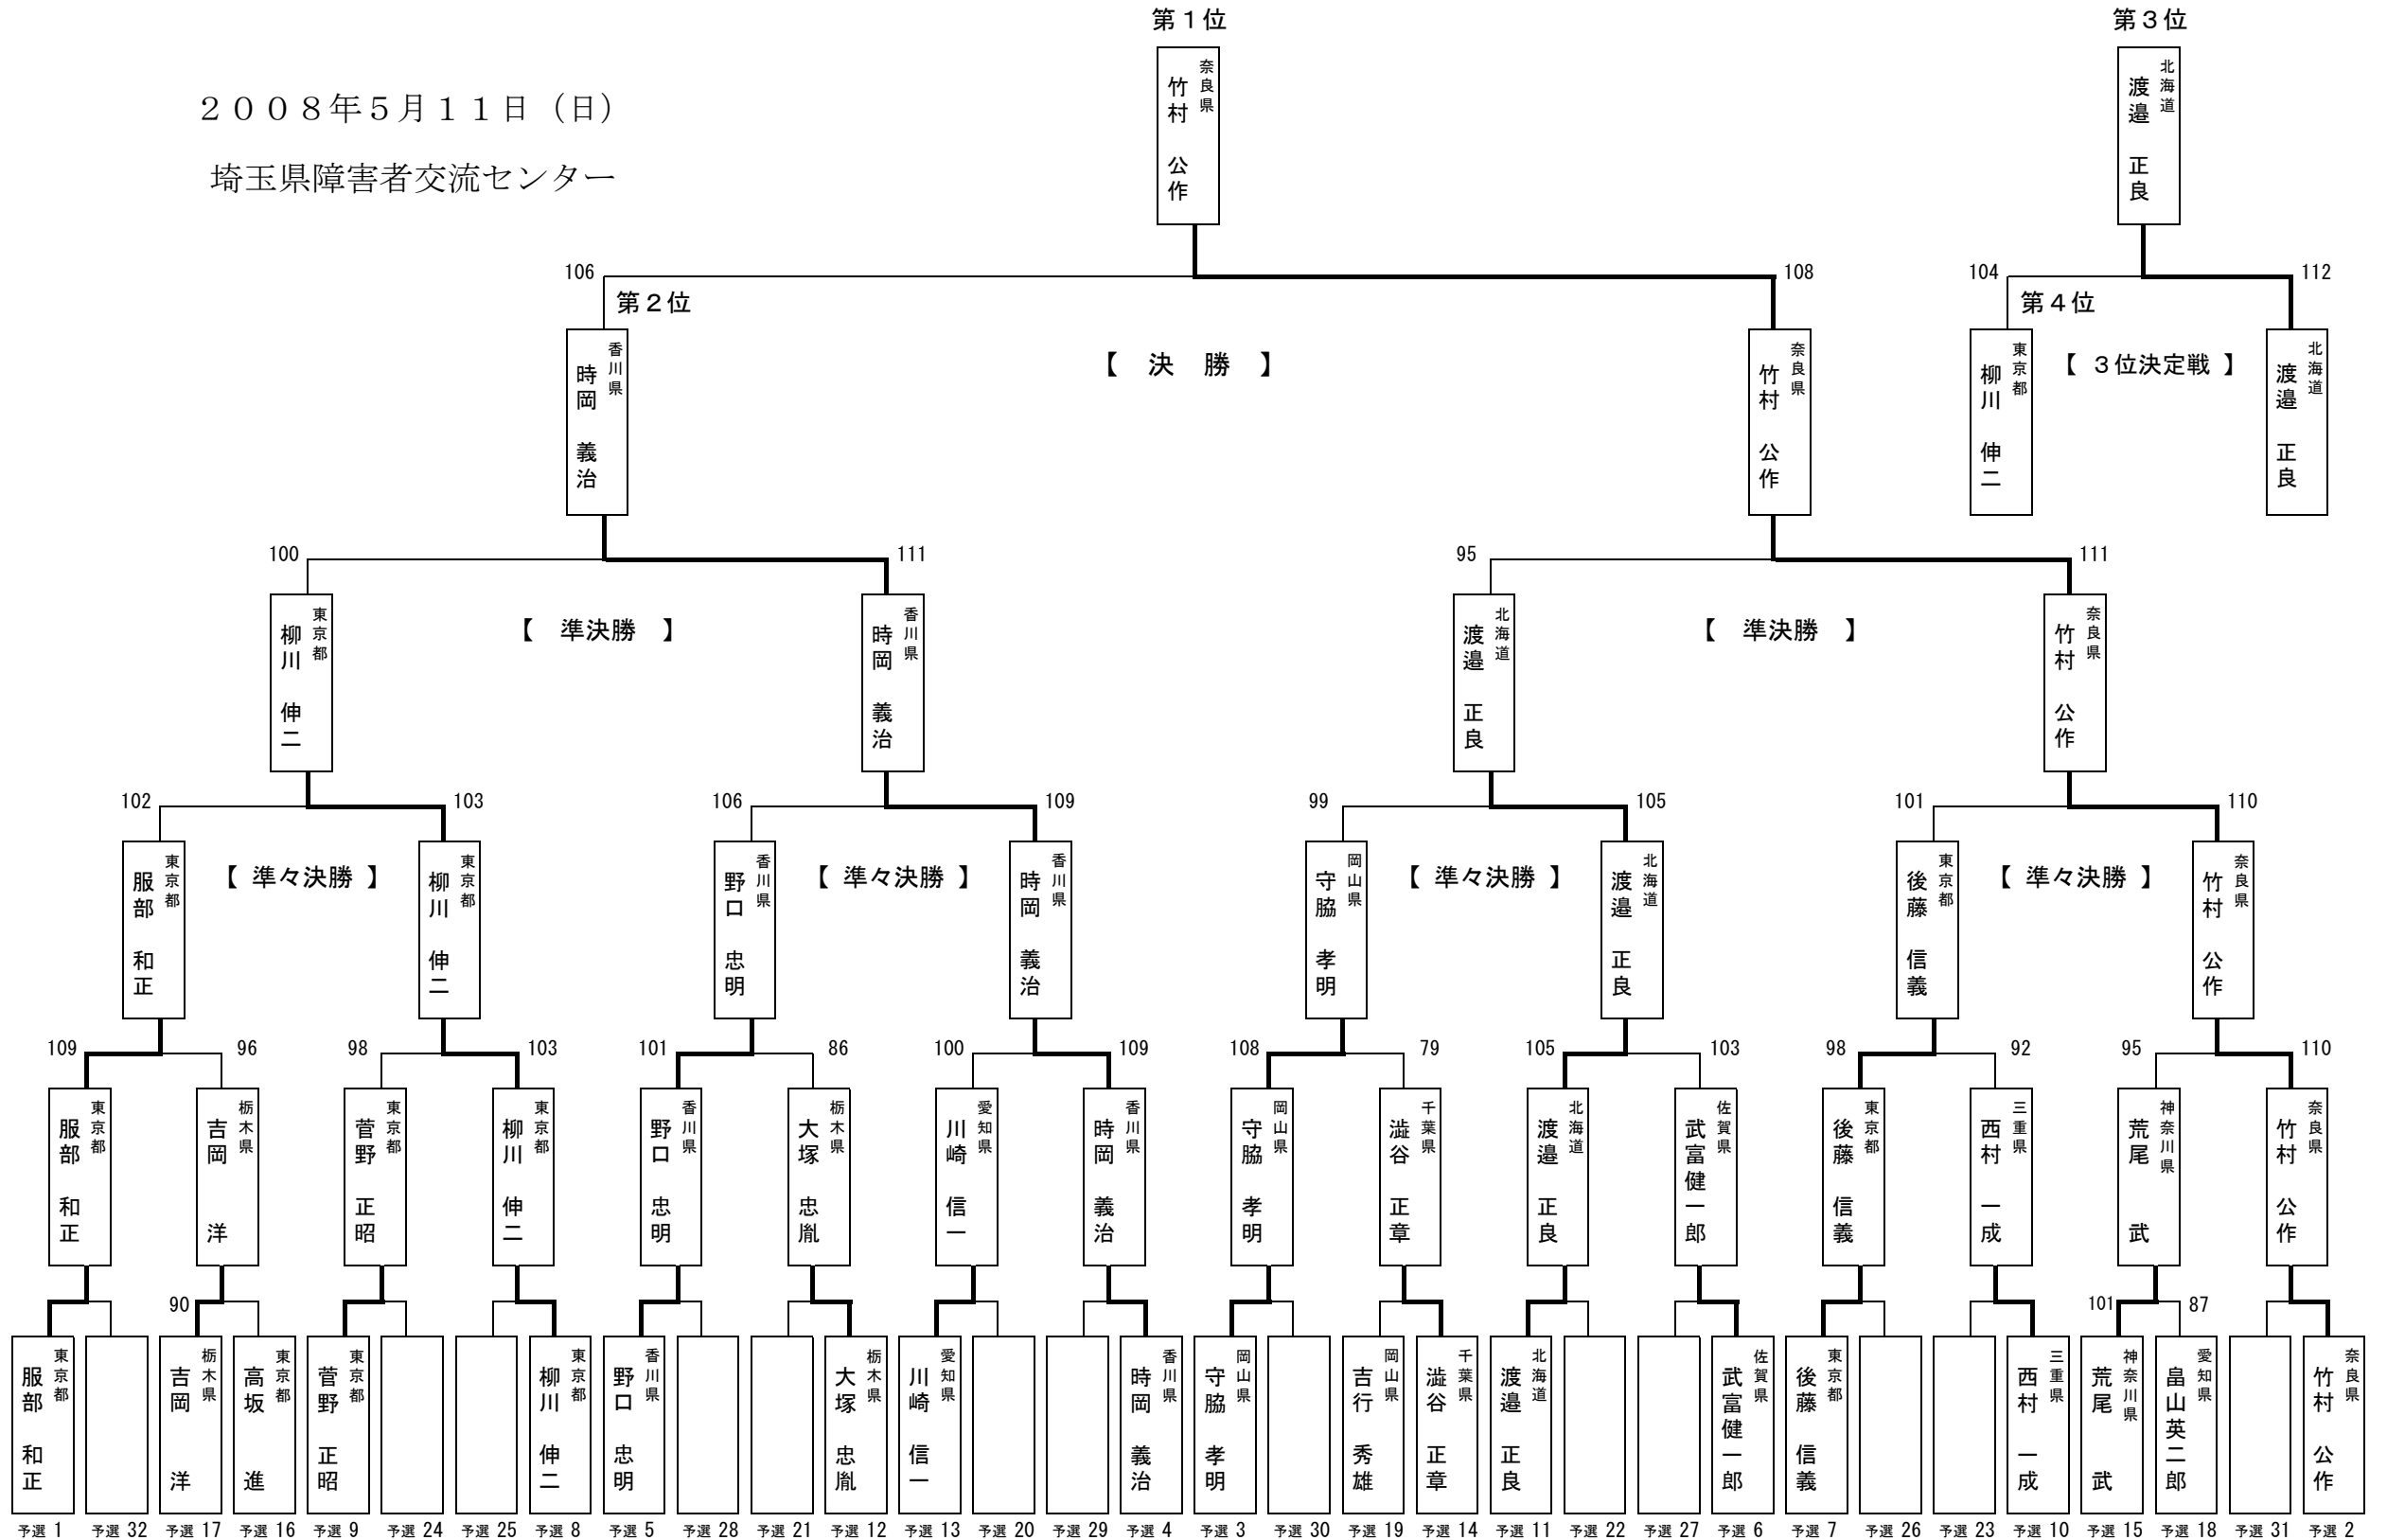 第１位
第３位
奈良県
竹村　公作
北海道
渡邉　正良
２００８年５月１１日（日）
埼玉県障害者交流センター
106
108
104
112
第２位
第４位
香川県
時岡　義治
【　決　勝　】
奈良県
竹村　公作
東京都
柳川　伸二
【　３位決定戦　】
北海道
渡邉　正良
100
111
95
111
東京都
柳川　伸二
【　準決勝　】
香川県
時岡　義治
北海道
渡邉　正良
【　準決勝　】
奈良県
竹村　公作
102
103
106
109
99
105
101
110
東京都
服部　和正
【　準々決勝　】
東京都
柳川　伸二
香川県
野口　忠明
【　準々決勝　】
香川県
時岡　義治
岡山県
守脇　孝明
【　準々決勝　】
北海道
渡邉　正良
東京都
後藤　信義
【　準々決勝　】
奈良県
竹村　公作
109
96
98
103
101
86
100
109
108
79
105
103
98
92
95
110
東京都
服部　和正
栃木県
吉岡　洋
東京都
菅野　正昭
東京都
柳川　伸二
香川県
野口　忠明
栃木県
大塚　忠胤
愛知県
川崎　信一
香川県
時岡　義治
岡山県
守脇　孝明
千葉県
澁谷　正章
北海道
渡邉　正良
佐賀県
武富健一郎
東京都
後藤　信義
三重県
西村　一成
神奈川県
荒尾　武
奈良県
竹村　公作
90
101
87
東京都
服部　和正
栃木県
吉岡　洋
東京都
高坂　進
東京都
菅野　正昭
東京都
柳川　伸二
香川県
野口　忠明
栃木県
大塚　忠胤
愛知県
川崎　信一
香川県
時岡　義治
岡山県
守脇　孝明
岡山県
吉行　秀雄
千葉県
澁谷　正章
北海道
渡邉　正良
佐賀県
武富健一郎
東京都
後藤　信義
三重県
西村　一成
神奈川県
荒尾　武
愛知県
畠山英二郎
奈良県
竹村　公作
予選 1
予選 32
予選 17
予選 16
予選 9
予選 24
予選 25
予選 8
予選 5
予選 28
予選 21
予選 12
予選 13
予選 20
予選 29
予選 4
予選 3
予選 30
予選 19
予選 14
予選 11
予選 22
予選 27
予選 6
予選 7
予選 26
予選 23
予選 10
予選 15
予選 18
予選 31
予選 2